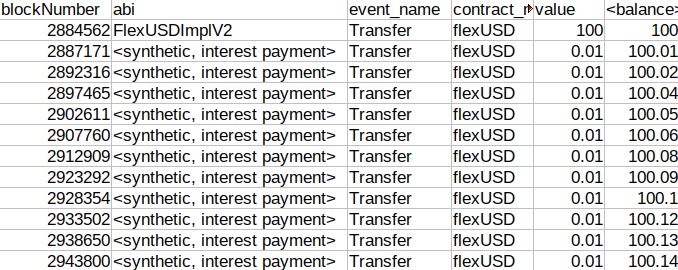 blockNumber abi event_name contract_n value <balance>
2884562 FlexUSDImplV2 Transfer flexUSD 100 100
2887171 <synthetic, interest payment> Transfer flexUSD 0.01 100.01
2892316 <synthetic, interest payment> Transfer flexUSD 0.01 100.02
2897465 <synthetic, interest payment> Transfer flexUSD 0.01 100.04
2902611 <synthetic, interest payment> Transfer flexUSD 0.01 100.05
2907760 <synthetic, interest payment> Transfer flexUSD 0.01 100.06
2912909 <synthetic, interest payment> Transfer flexUSD 0.01 100.08
2923292 <synthetic, interest payment> Transfer flexUSD 0.01 100.09
2928354 <synthetic, interest payment> Transfer flexUSD 0.01 100.1
2933502 <synthetic, interest payment> Transfer flexUSD 0.01 100.12
2938650 <synthetic, interest payment> Transfer flexUSD 0.01 100.13
2943800 <synthetic, interest payment> Transfer flexUSD 0.01 100.14